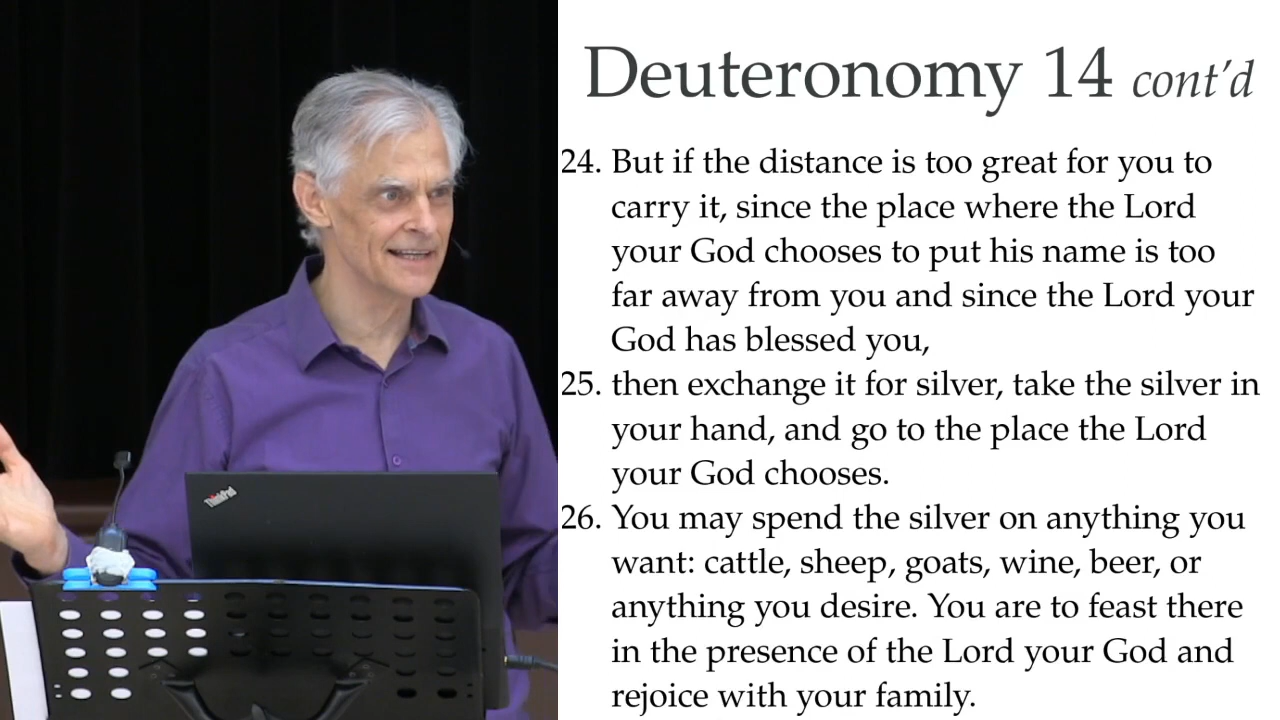 Deuteronomy 14 cont'd
24. But if the distance is too great for you to
carry it, since the place where the Lord
your God chooses to put his name is too
far away from you and since the Lord your
God has blessed you,
25. then exchange it for silver, take the silver in
your hand, and go to the place the Lord
your God chooses.
26. You may spend the silver on anything you
want: cattle, sheep, goats, wine, beer, or
anything you desire. You are to feast there
in the presence of the Lord your God and
rejoice with your family.
ThinkPad